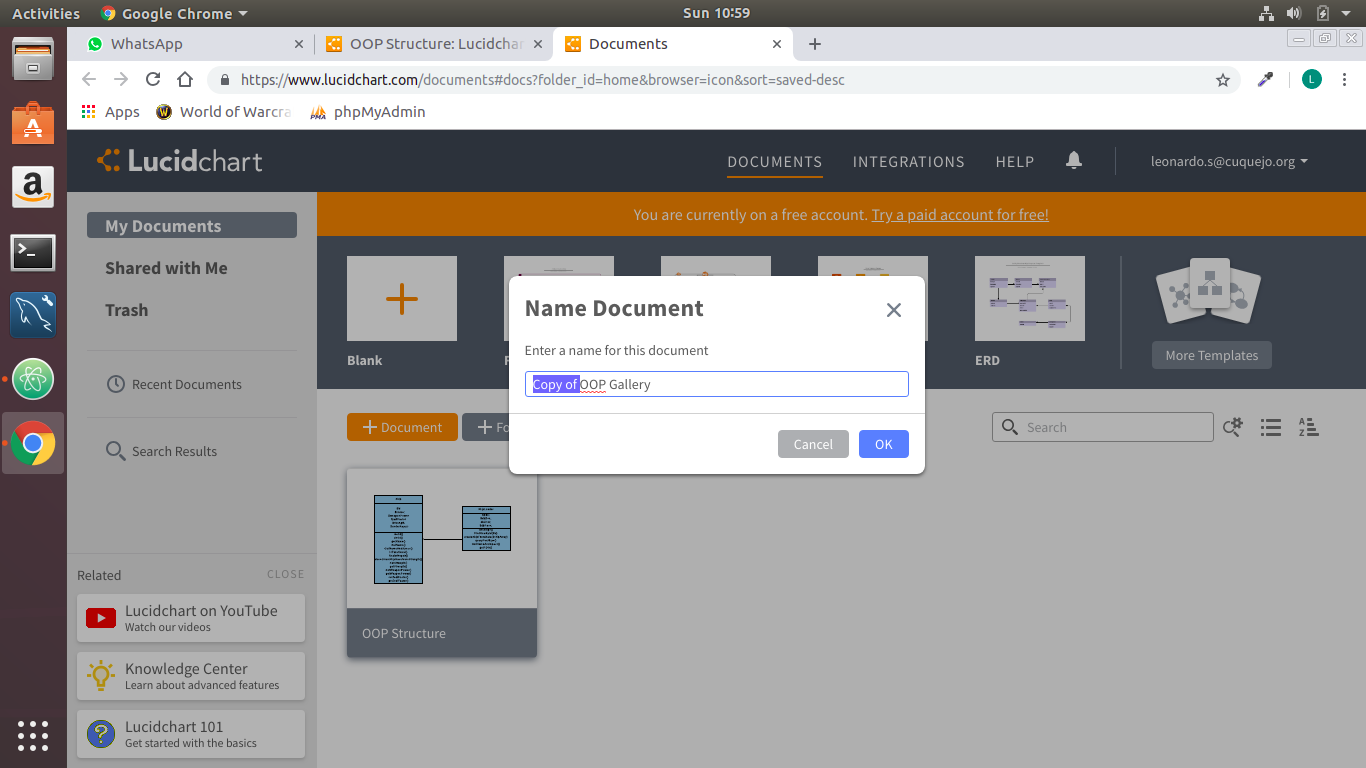 Activities Google Chrome Sun 10:59
WhatsApp OOP Structure: Lucidchar Documents
https://www.lucidchart.com/documents#docs?folder_id=home&browser=icon&sort=saved-desc L
Apps World of Warcra phpMyAdmin
Lucidchart DOCUMENTS INTEGRATIONS HELP leonardo.s@cuquejo.org
You are currently on a free account. Try a paid account for free!
My Documents
Shared with Me
Trash
Recent Documents
Search Results
Blank
ERD
More Templates
Name Document
Enter a name for this document
Copy of OOP Gallery
Cancel OK
+ Document + Fo
Search
OOP Structure
Related CLOSE
Lucidchart on YouTube
Watch our videos
Knowledge Center
Learn about advanced features
Lucidchart 101
Get started with the basics